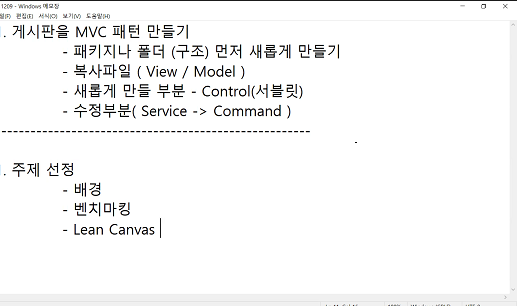 1209 - Windows 메모장
편집(E) 서식(O) 보기(V) 도움말(H)
. 게시판을 MVC 패턴 만들기
- 패키지나 폴더 (구조) 먼저 새롭게 만들기
- 복사파일 ( View / Model )
- 새롭게 만들 부분 - Control(서블릿)
- 수정부분( Service -> Command )
-----------------------------------------------------
. 주제 선정
- 배경
- 벤치마킹
- Lean Canvas